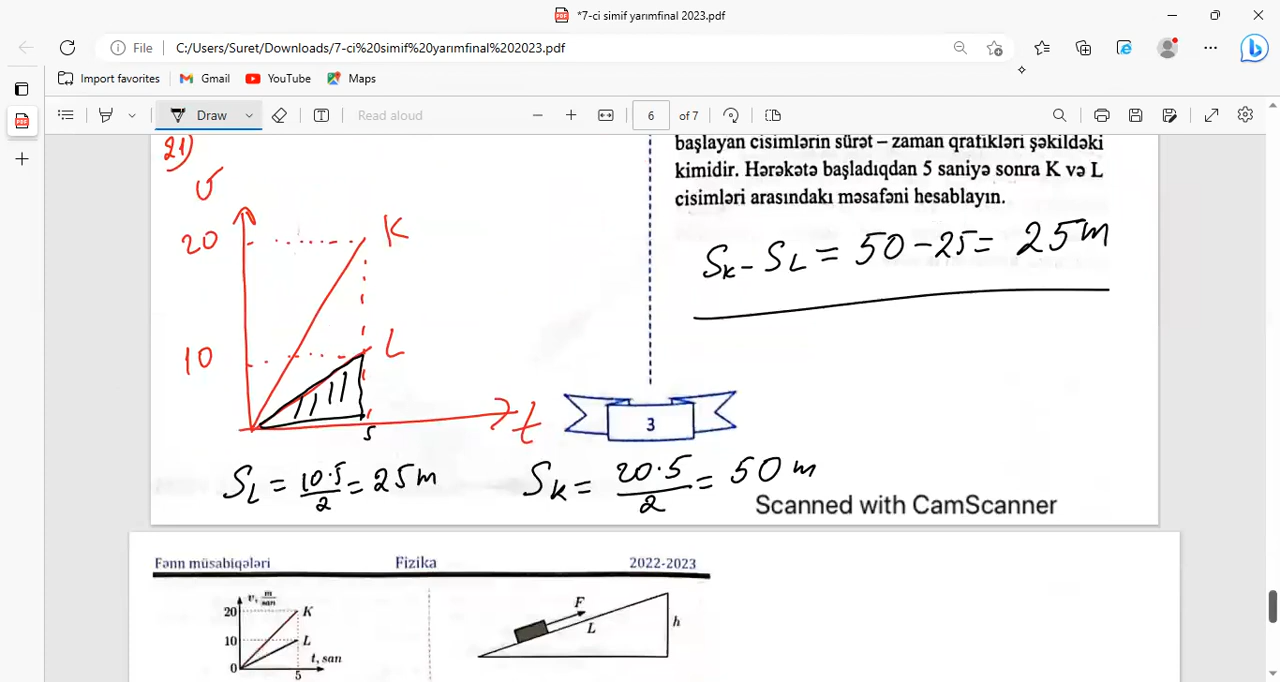 *7-ci simif yarımfinal 2023.pdf
File C:/Users/Suret/Downloads/7-ci%20simif%20yarımfinal%202023.pdf
Import favorites Gmail YouTube Maps
Draw Read aloud 6 of 7
21)
υ
20
K
10
L
5
t
S_L = 10·5/2 = 25 m
S_K = 20·5/2 = 50 m
başlayan cisimlərin sürət – zaman qrafikləri şəkildəki
kimidir. Hərəkətə başladıqdan 5 saniyə sonra K və L
cisimləri arasındakı məsafəni hesablayın.
S_K - S_L = 50 - 25 = 25 m
3
Scanned with CamScanner
Fənn müsabiqələri Fizika 2022-2023
v, m/san
20
K
10
L
0
t, san
5
F
L
h